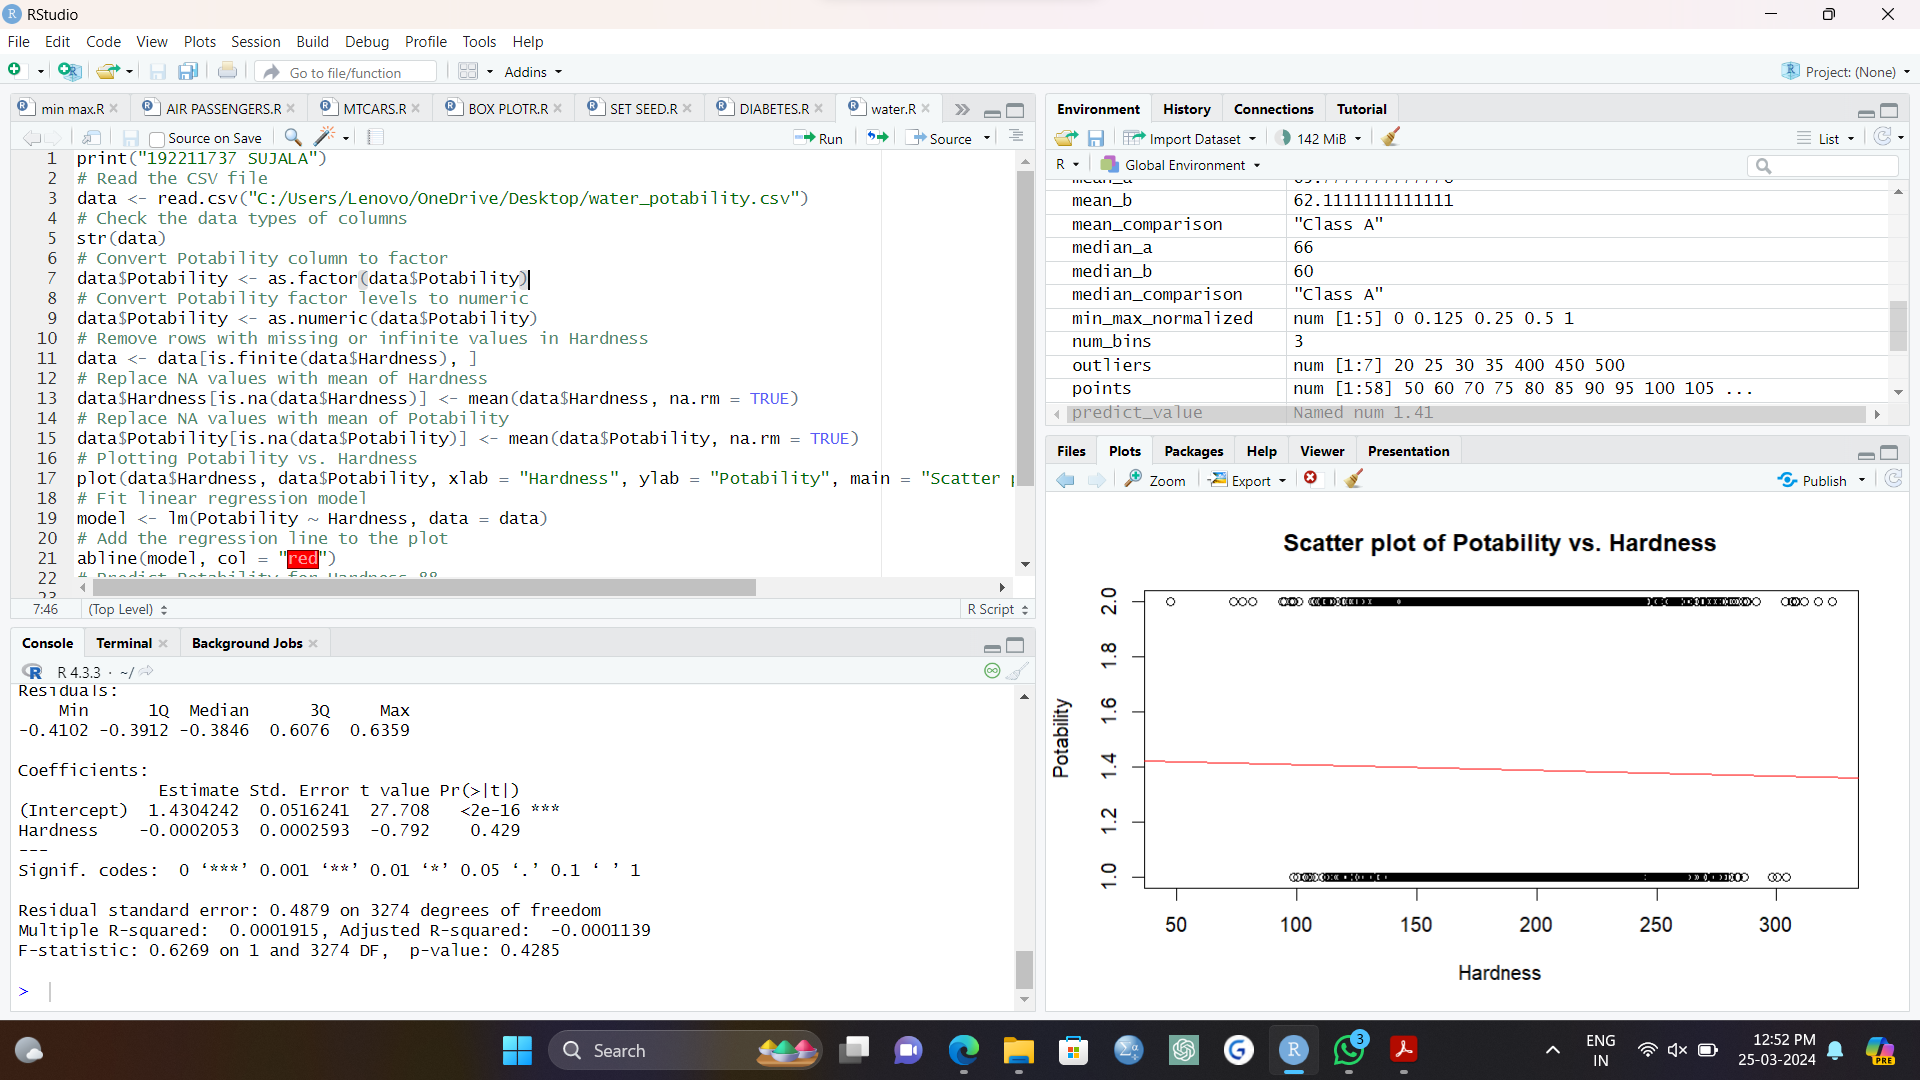 RStudio
File Edit Code View Plots Session Build Debug Profile Tools Help
Go to file/function Addins Project: (None)
min max.R AIR PASSENGERS.R MTCARS.R BOX PLOTR.R SET SEED.R DIABETES.R water.R
Source on Save Run Source
1 print("192211737 SUJALA")
2 # Read the CSV file
3 data <- read.csv("C:/Users/Lenovo/OneDrive/Desktop/water_potability.csv")
4 # Check the data types of columns
5 str(data)
6 # Convert Potability column to factor
7 data$Potability <- as.factor(data$Potability)
8 # Convert Potability factor levels to numeric
9 data$Potability <- as.numeric(data$Potability)
10 # Remove rows with missing or infinite values in Hardness
11 data <- data[is.finite(data$Hardness), ]
12 # Replace NA values with mean of Hardness
13 data$Hardness[is.na(data$Hardness)] <- mean(data$Hardness, na.rm = TRUE)
14 # Replace NA values with mean of Potability
15 data$Potability[is.na(data$Potability)] <- mean(data$Potability, na.rm = TRUE)
16 # Plotting Potability vs. Hardness
17 plot(data$Hardness, data$Potability, xlab = "Hardness", ylab = "Potability", main = "Scatter
18 # Fit linear regression model
19 model <- lm(Potability ~ Hardness, data = data)
20 # Add the regression line to the plot
21 abline(model, col = "red")
22 # Predict Potability for Hardness 88
23
7:46 (Top Level) R Script
Console Terminal Background Jobs
R 4.3.3 · ~/
Residuals:
Min 1Q Median 3Q Max
-0.4102 -0.3912 -0.3846 0.6076 0.6359
Coefficients:
Estimate Std. Error t value Pr(>|t|)
(Intercept) 1.4304242 0.0516241 27.708 <2e-16 ***
Hardness -0.0002053 0.0002593 -0.792 0.429
---
Signif. codes: 0 ‘***’ 0.001 ‘**’ 0.01 ‘*’ 0.05 ‘.’ 0.1 ‘ ’ 1
Residual standard error: 0.4879 on 3274 degrees of freedom
Multiple R-squared: 0.0001915, Adjusted R-squared: -0.0001139
F-statistic: 0.6269 on 1 and 3274 DF, p-value: 0.4285
>
Environment History Connections Tutorial
Import Dataset 142 MiB List
R Global Environment
mean_a
mean_b 62.1111111111111
mean_comparison "Class A"
median_a 66
median_b 60
median_comparison "Class A"
min_max_normalized num [1:5] 0 0.125 0.25 0.5 1
num_bins 3
outliers num [1:7] 20 25 30 35 400 450 500
points num [1:58] 50 60 70 75 80 85 90 95 100 105 ...
predict_value Named num 1.41
Files Plots Packages Help Viewer Presentation
Zoom Export Publish
Scatter plot of Potability vs. Hardness
2.0
1.8
1.6
1.4
1.2
1.0
Potability
50 100 150 200 250 300
Hardness
Search
3
ENG
IN
12:52 PM
25-03-2024
PRE